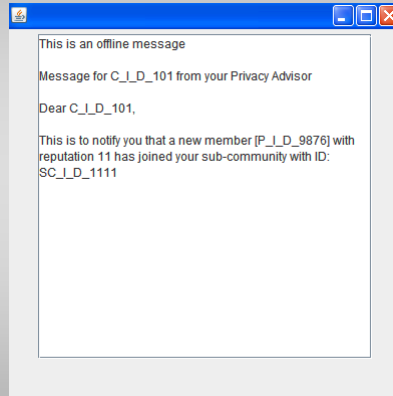 This is an offline message
Message for C_I_D_101 from your Privacy Advisor
Dear C_I_D_101,
This is to notify you that a new member [P_I_D_9876] with
reputation 11 has joined your sub-community with ID:
SC_I_D_1111